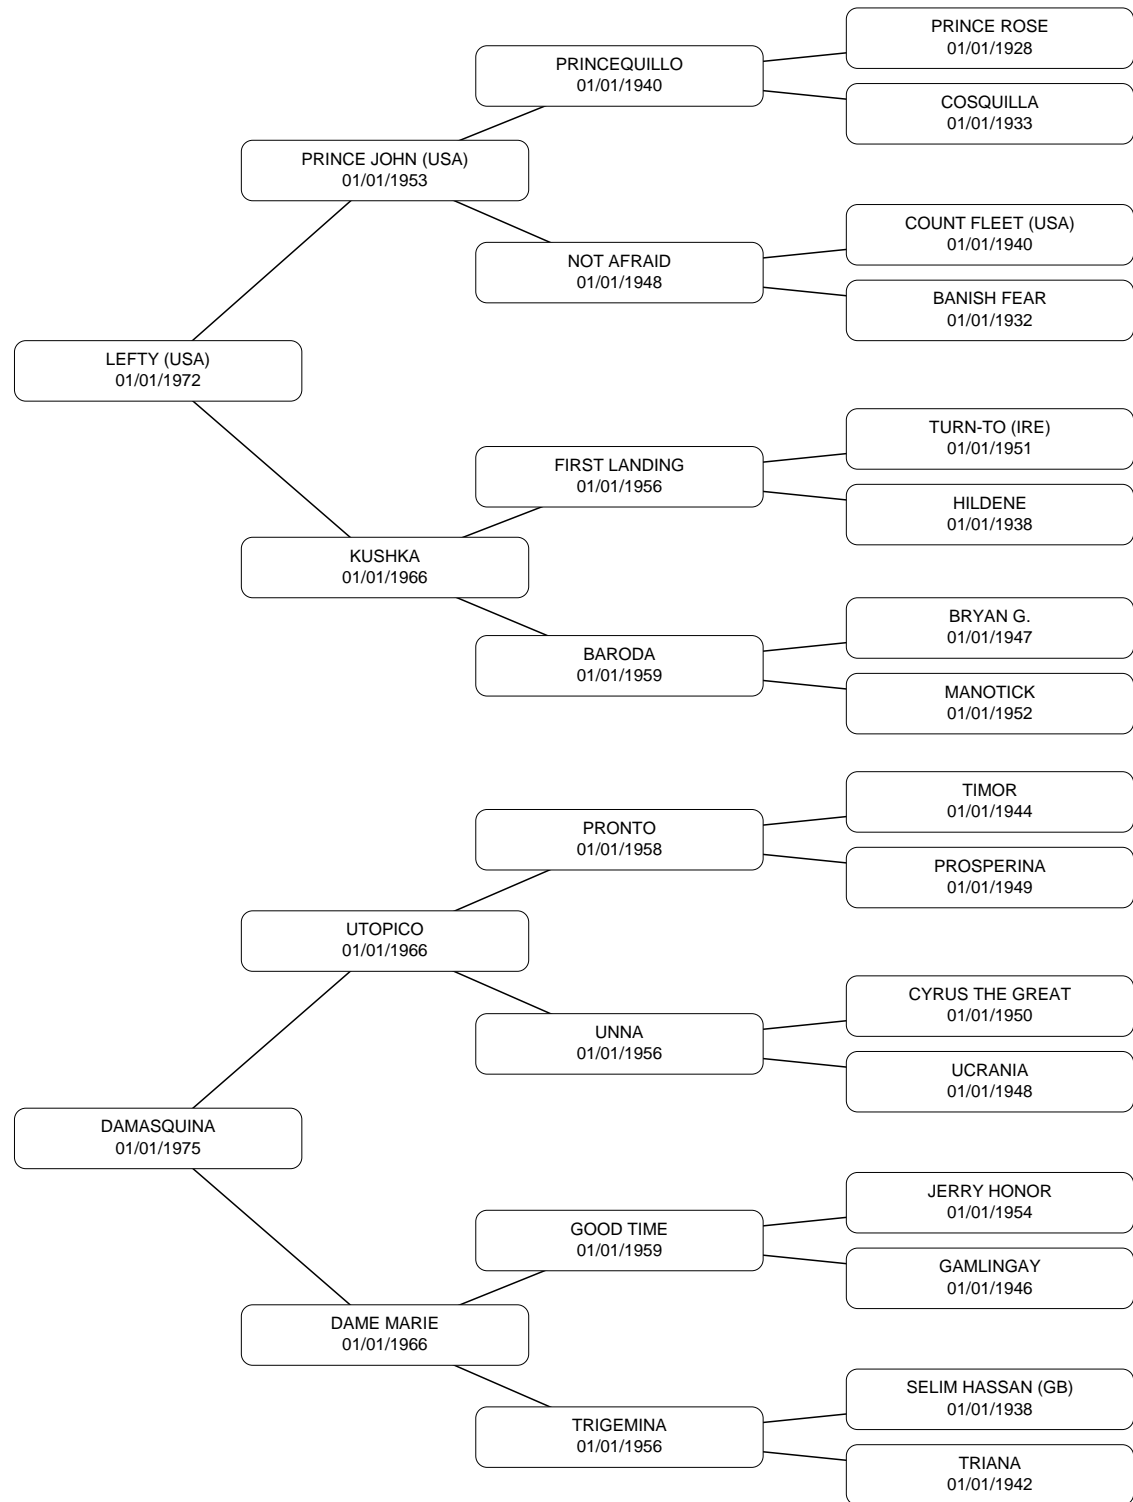 PRINCE ROSE
01/01/1928
PRINCEQUILLO
01/01/1940
COSQUILLA
01/01/1933
PRINCE JOHN (USA)
01/01/1953
COUNT FLEET (USA)
01/01/1940
NOT AFRAID
01/01/1948
BANISH FEAR
01/01/1932
LEFTY (USA)
01/01/1972
TURN-TO (IRE)
01/01/1951
FIRST LANDING
01/01/1956
HILDENE
01/01/1938
KUSHKA
01/01/1966
BRYAN G.
01/01/1947
BARODA
01/01/1959
MANOTICK
01/01/1952
TIMOR
01/01/1944
PRONTO
01/01/1958
PROSPERINA
01/01/1949
UTOPICO
01/01/1966
CYRUS THE GREAT
01/01/1950
UNNA
01/01/1956
UCRANIA
01/01/1948
DAMASQUINA
01/01/1975
JERRY HONOR
01/01/1954
GOOD TIME
01/01/1959
GAMLINGAY
01/01/1946
DAME MARIE
01/01/1966
SELIM HASSAN (GB)
01/01/1938
TRIGEMINA
01/01/1956
TRIANA
01/01/1942